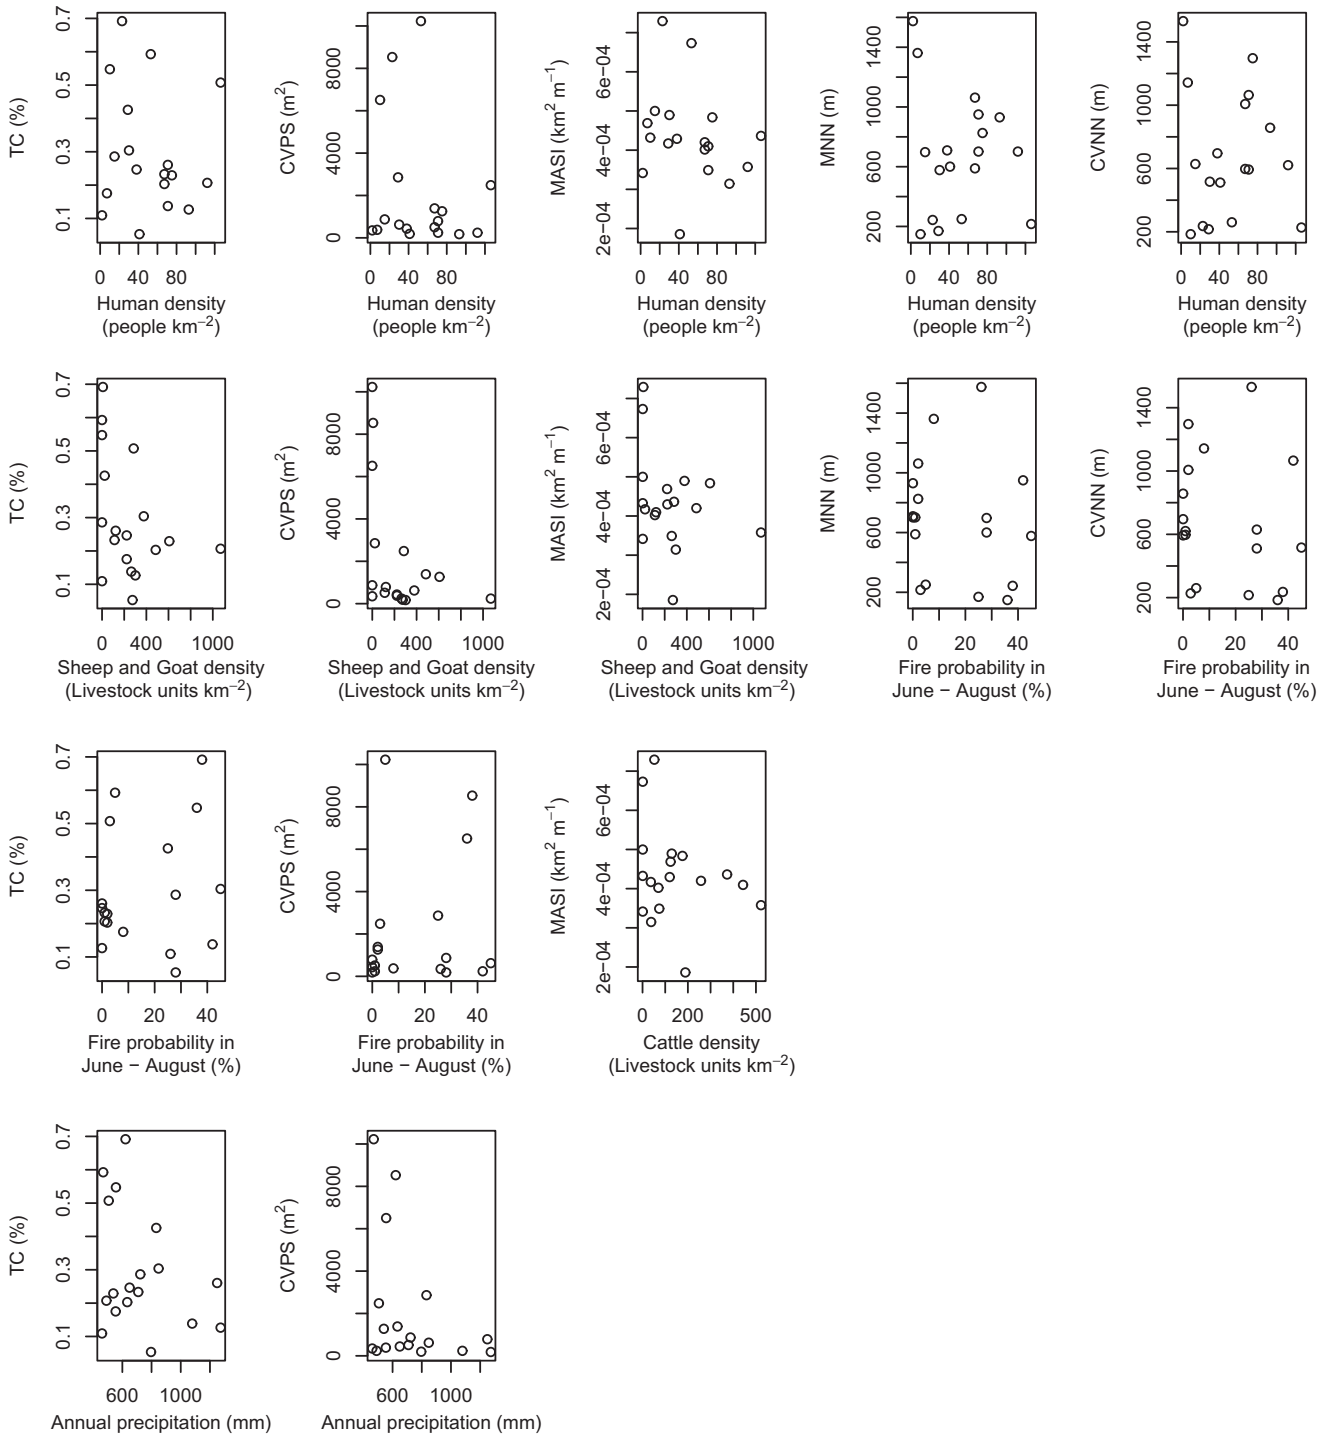 TC (%)
0.1 0.3 0.5 0.7
0 40 80
Human density
(people km⁻²)
CVPS (m²)
0 4000 8000
0 40 80
Human density
(people km⁻²)
MASI (km² m⁻¹)
2e−04 4e−04 6e−04
0 40 80
Human density
(people km⁻²)
MNN (m)
200 600 1000 1400
0 40 80
Human density
(people km⁻²)
CVNN (m)
200 600 1000 1400
0 40 80
Human density
(people km⁻²)
TC (%)
0.1 0.3 0.5 0.7
0 400 1000
Sheep and Goat density
(Livestock units km⁻²)
CVPS (m²)
0 4000 8000
0 400 1000
Sheep and Goat density
(Livestock units km⁻²)
MASI (km² m⁻¹)
2e−04 4e−04 6e−04
0 400 1000
Sheep and Goat density
(Livestock units km⁻²)
MNN (m)
200 600 1000 1400
0 20 40
Fire probability in
June − August (%)
CVNN (m)
200 600 1000 1400
0 20 40
Fire probability in
June − August (%)
TC (%)
0.1 0.3 0.5 0.7
0 20 40
Fire probability in
June − August (%)
CVPS (m²)
0 4000 8000
0 20 40
Fire probability in
June − August (%)
MASI (km² m⁻¹)
2e−04 4e−04 6e−04
0 200 500
Cattle density
(Livestock units km⁻²)
TC (%)
0.1 0.3 0.5 0.7
600 1000
Annual precipitation (mm)
CVPS (m²)
0 4000 8000
600 1000
Annual precipitation (mm)